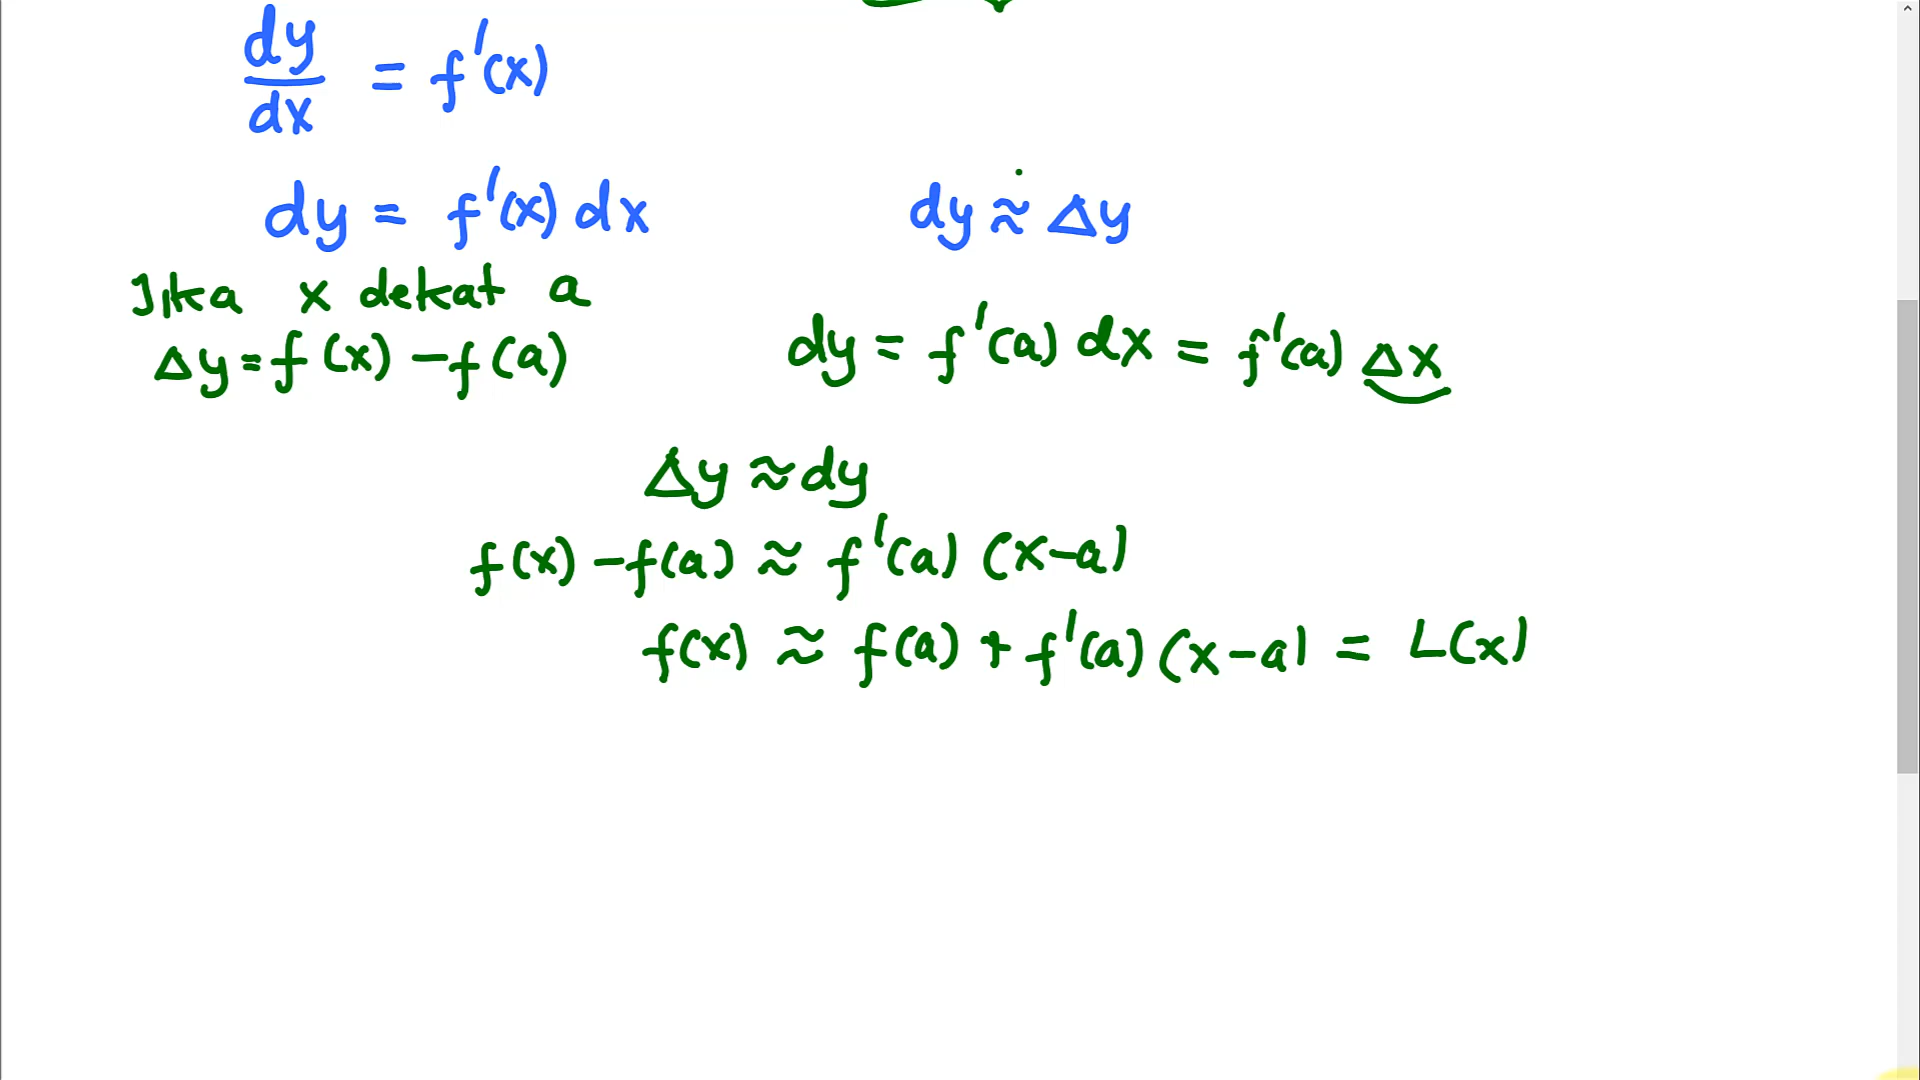 dy/dx = f'(x)
dy = f'(x) dx
dy ≈ Δy
Jika x dekat a
Δy = f(x) - f(a)
dy = f'(a) dx = f'(a) Δx
Δy ≈ dy
f(x) - f(a) ≈ f'(a) (x-a)
f(x) ≈ f(a) + f'(a) (x-a) = L(x)